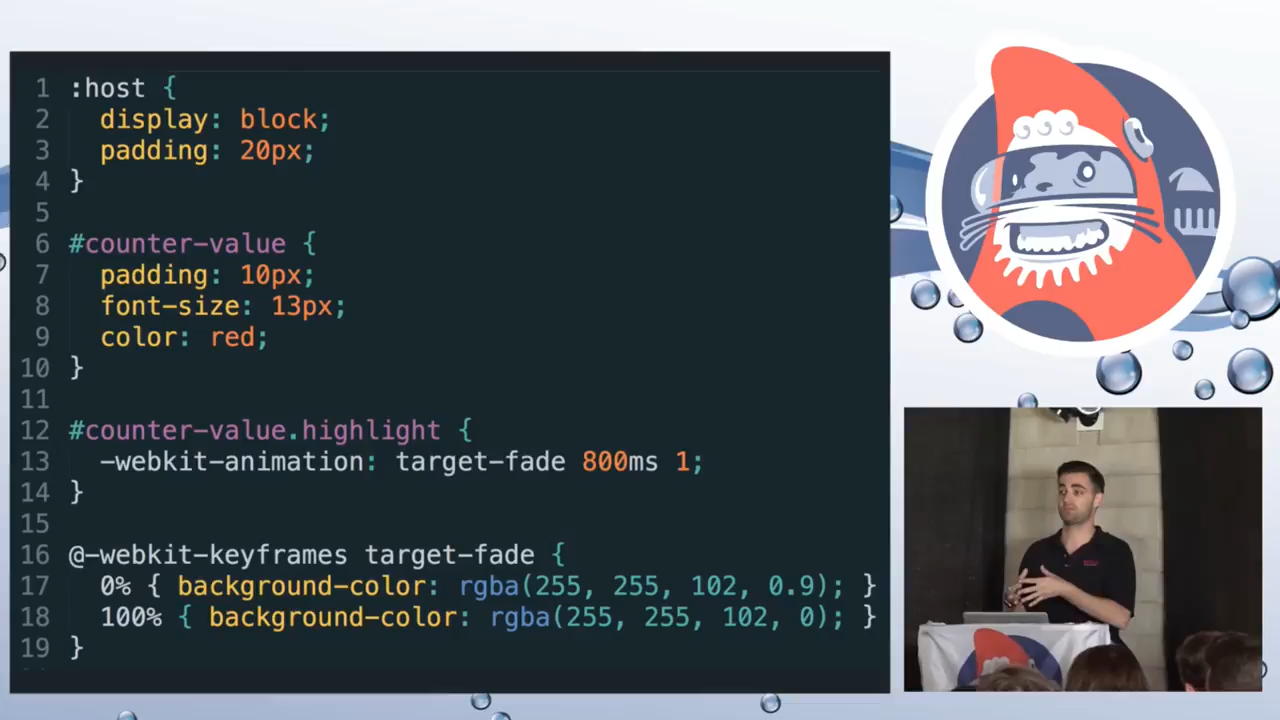 1 :host {
2 display: block;
3 padding: 20px;
4 }
5
6 #counter-value {
7 padding: 10px;
8 font-size: 13px;
9 color: red;
10 }
11
12 #counter-value.highlight {
13 -webkit-animation: target-fade 800ms 1;
14 }
15
16 @-webkit-keyframes target-fade {
17 0% { background-color: rgba(255, 255, 102, 0.9); }
18 100% { background-color: rgba(255, 255, 102, 0); }
19 }